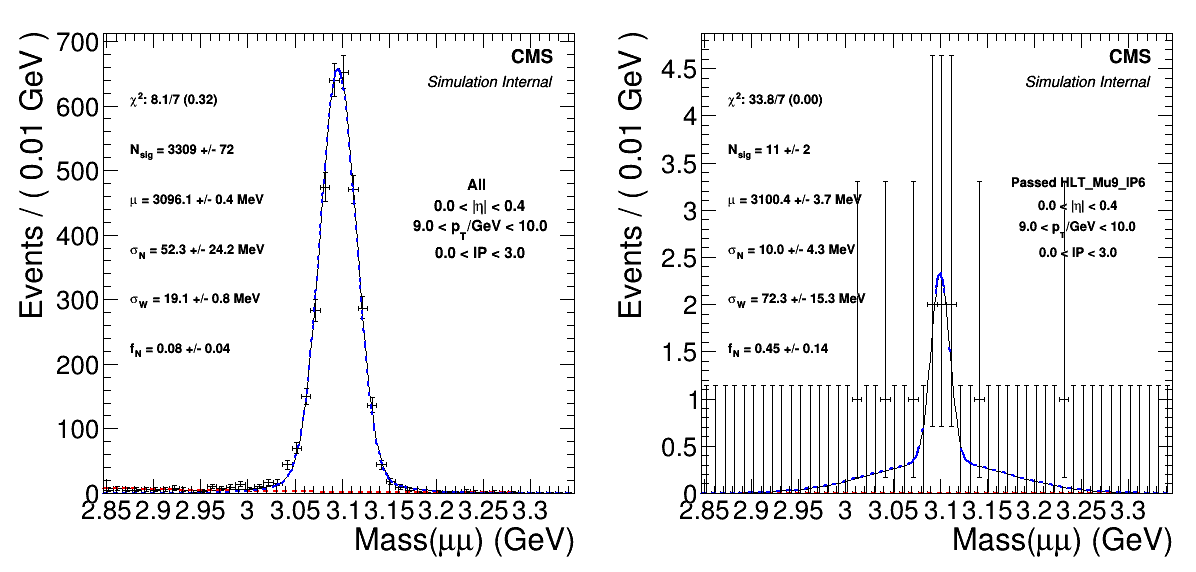 Events / ( 0.01 GeV )
700
600
500
400
300
200
100
0
CMS
Simulation Internal
χ²: 8.1/7 (0.32)
N_sig = 3309 +/- 72
μ = 3096.1 +/- 0.4 MeV
σ_N = 52.3 +/- 24.2 MeV
σ_W = 19.1 +/- 0.8 MeV
f_N = 0.08 +/- 0.04
All
0.0 < |η| < 0.4
9.0 < p_T/GeV < 10.0
0.0 < IP < 3.0
2.85 2.9 2.95 3 3.05 3.1 3.15 3.2 3.25 3.3
Mass(μμ) (GeV)
Events / ( 0.01 GeV )
4.5
4
3.5
3
2.5
2
1.5
1
0.5
0
CMS
Simulation Internal
χ²: 33.8/7 (0.00)
N_sig = 11 +/- 2
μ = 3100.4 +/- 3.7 MeV
σ_N = 10.0 +/- 4.3 MeV
σ_W = 72.3 +/- 15.3 MeV
f_N = 0.45 +/- 0.14
Passed HLT_Mu9_IP6
0.0 < |η| < 0.4
9.0 < p_T/GeV < 10.0
0.0 < IP < 3.0
2.85 2.9 2.95 3 3.05 3.1 3.15 3.2 3.25 3.3
Mass(μμ) (GeV)